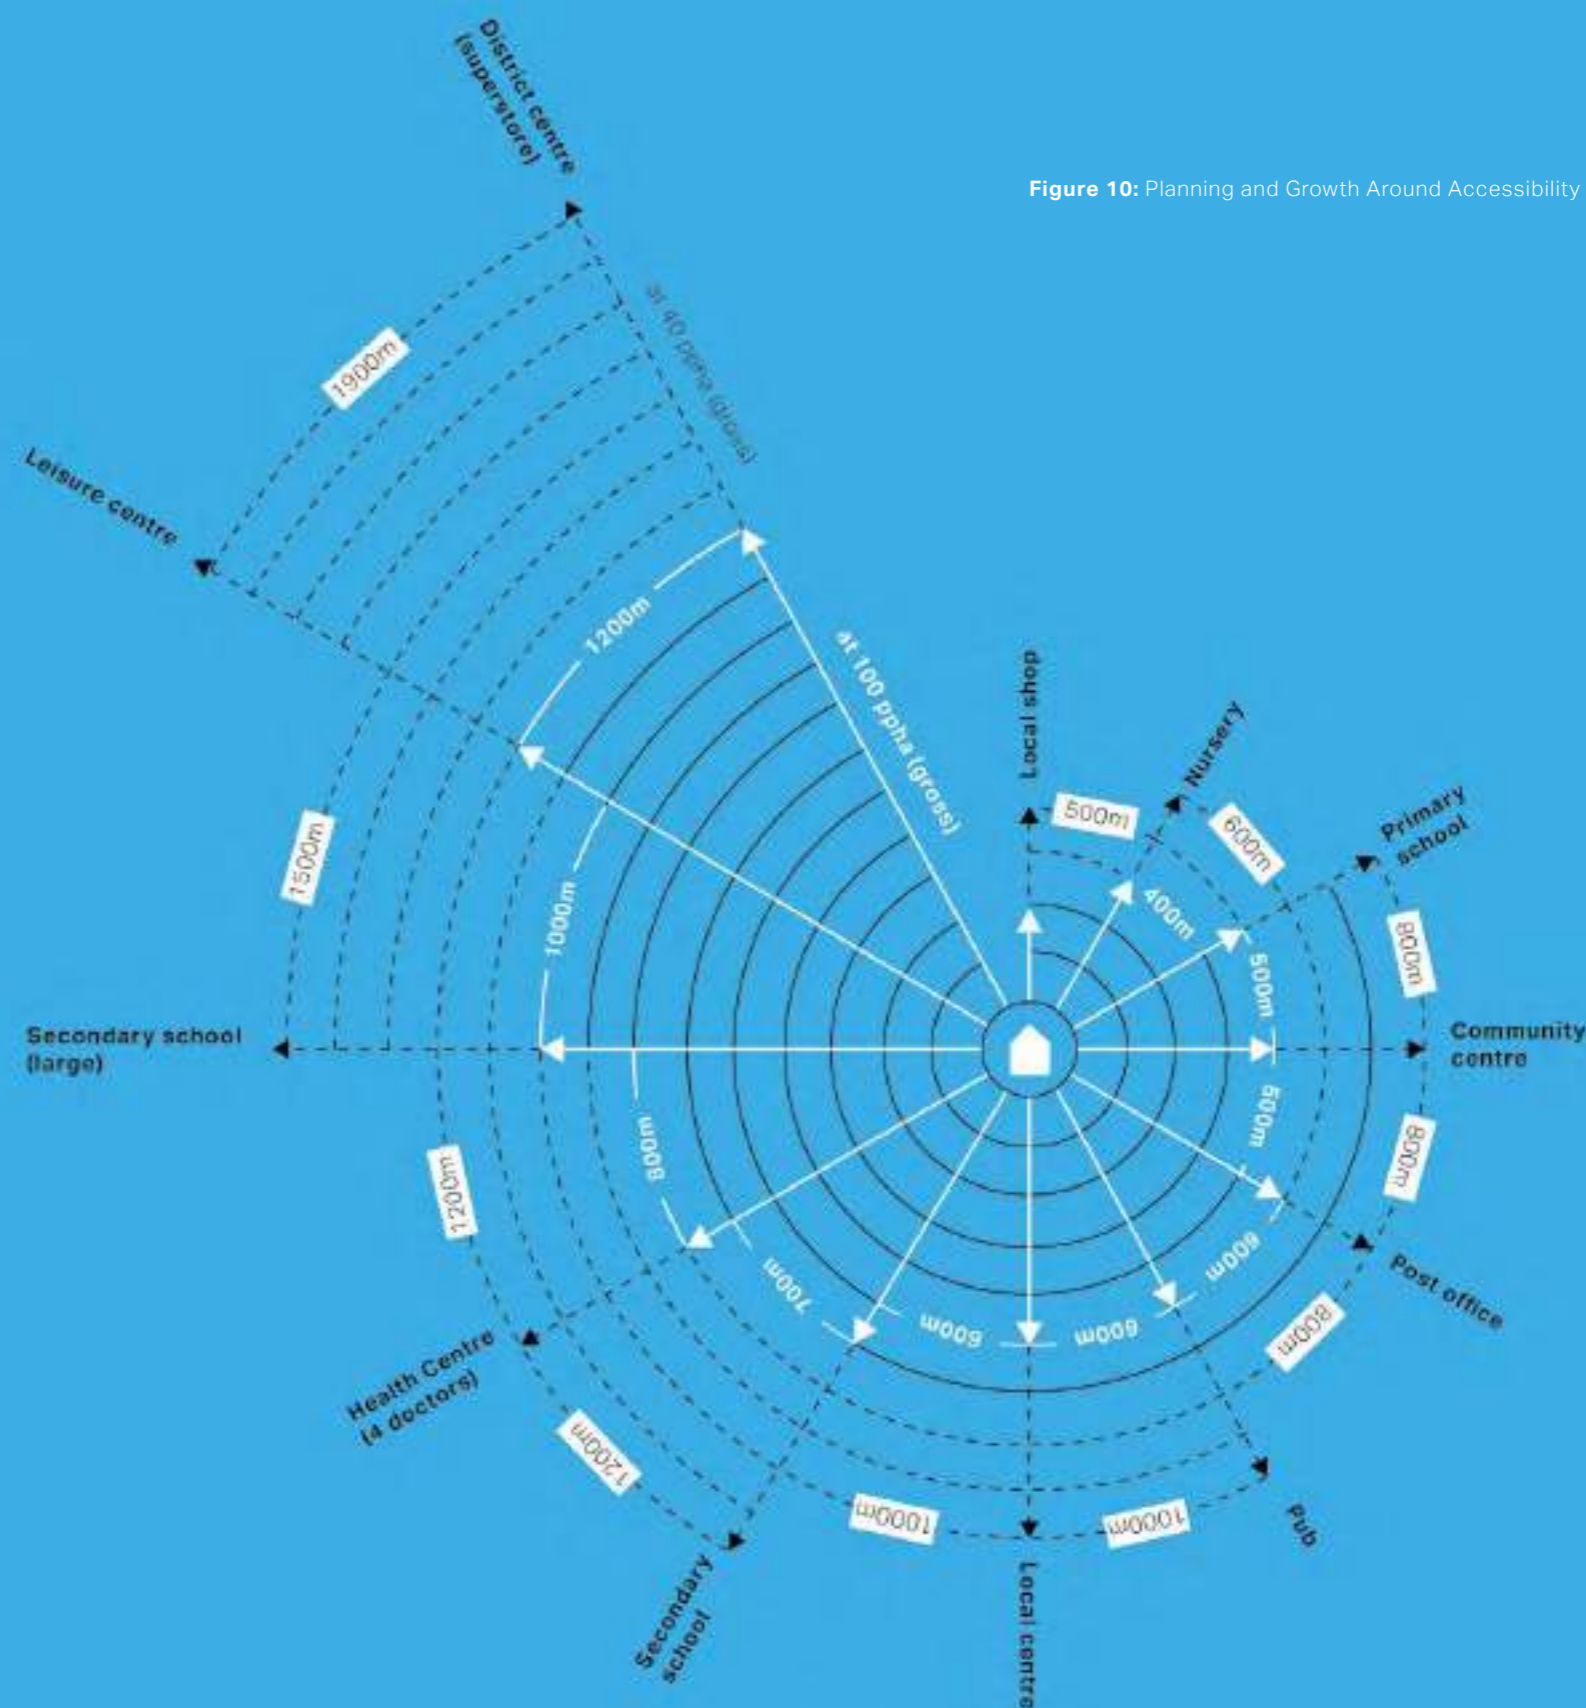 Figure 10: Planning and Growth Around Accessibility
District centre
(superstore)
at 40 ppha (gross)
1900m
Leisure centre
1200m
at 100 ppha (gross)
Local shop
Nursery
500m
600m
Primary
school
400m
500m
800m
1500m
1000m
Secondary school
(large)
Community
centre
800m
1200m
800m
Health Centre
(4 doctors)
700m
600m
600m
600m
Post office
800m
1200m
1000m
1000m
Pub
Secondary
school
Local centre